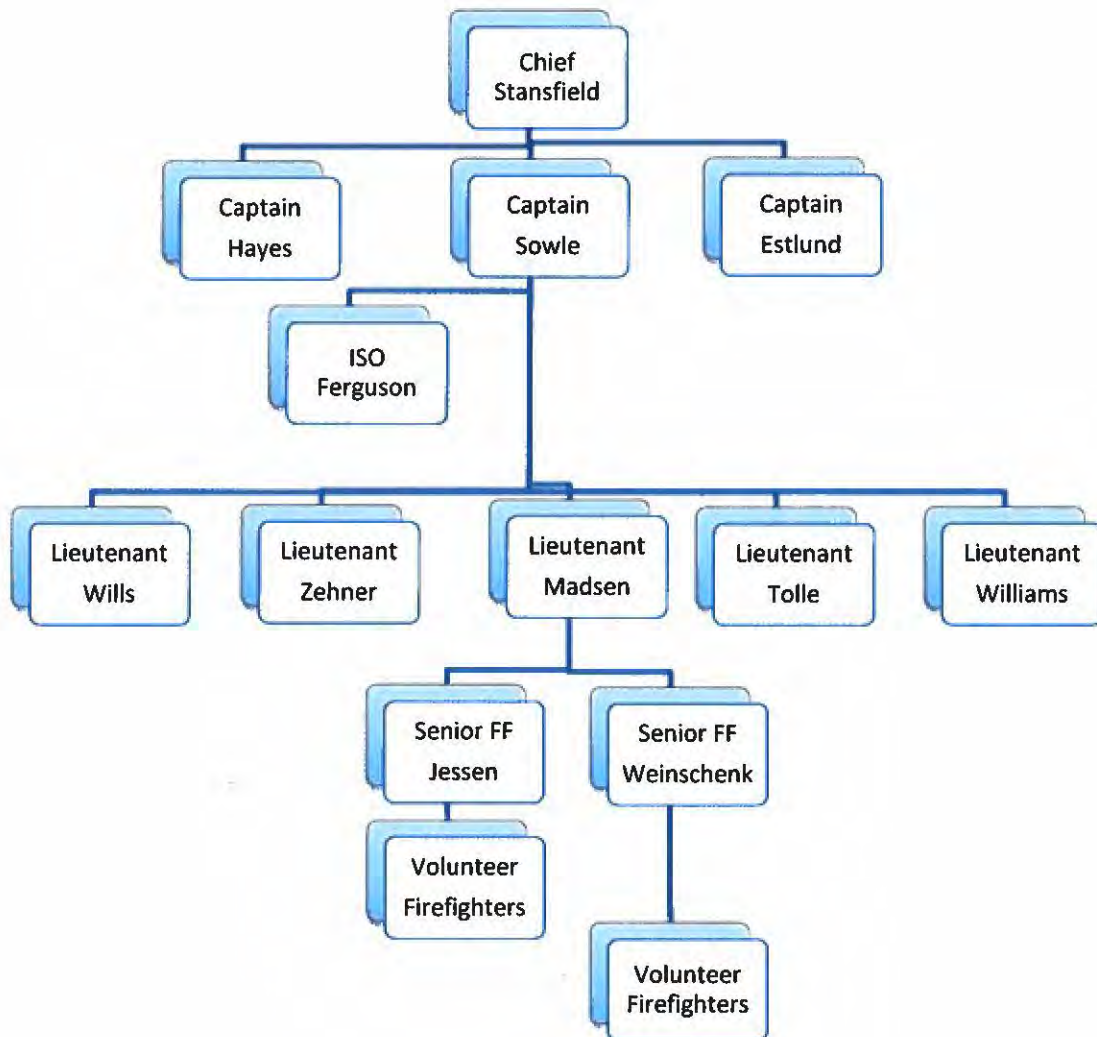 Chief
Stansfield
Captain
Hayes
Captain
Sowle
Captain
Estlund
ISO
Ferguson
Lieutenant
Wills
Lieutenant
Zehner
Lieutenant
Madsen
Lieutenant
Tolle
Lieutenant
Williams
Senior FF
Jessen
Senior FF
Weinschenk
Volunteer
Firefighters
Volunteer
Firefighters